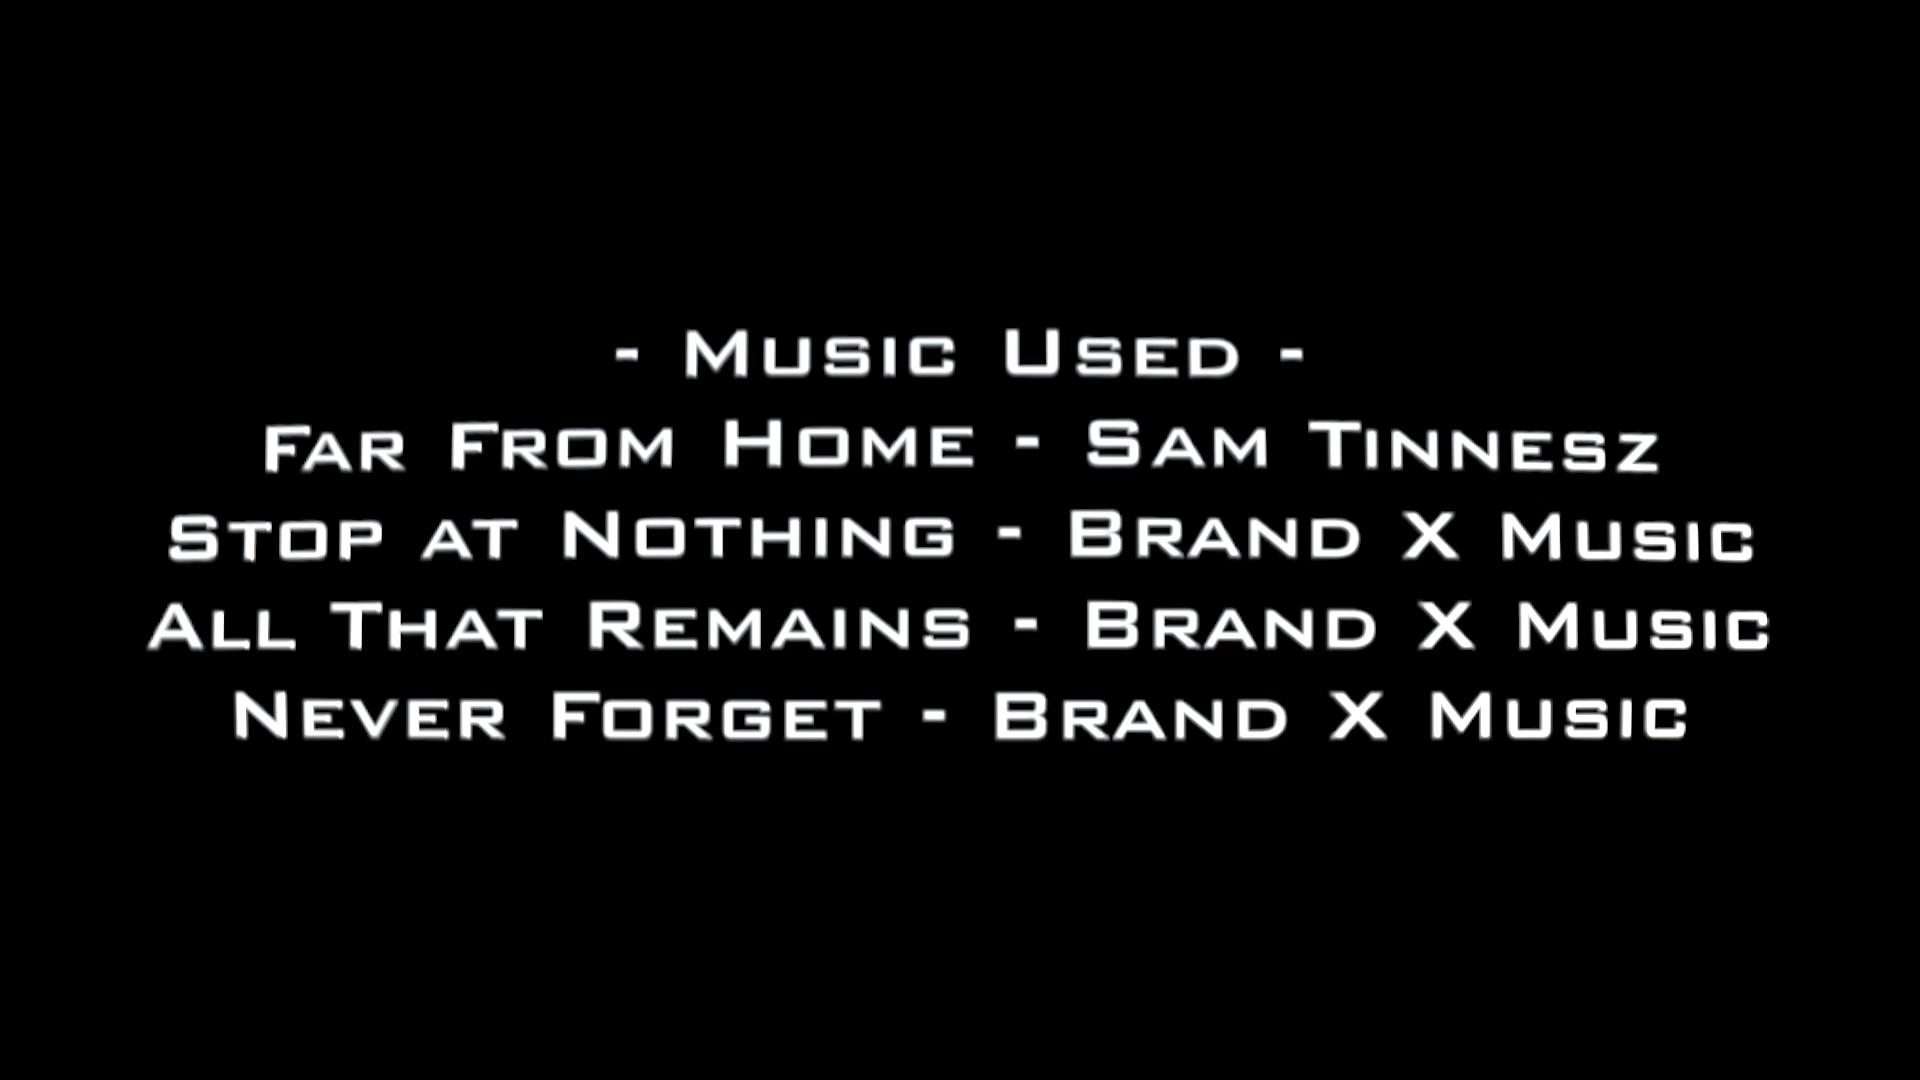 - Music Used -
Far From Home - Sam Tinnesz
Stop at Nothing - Brand X Music
All That Remains - Brand X Music
Never Forget - Brand X Music